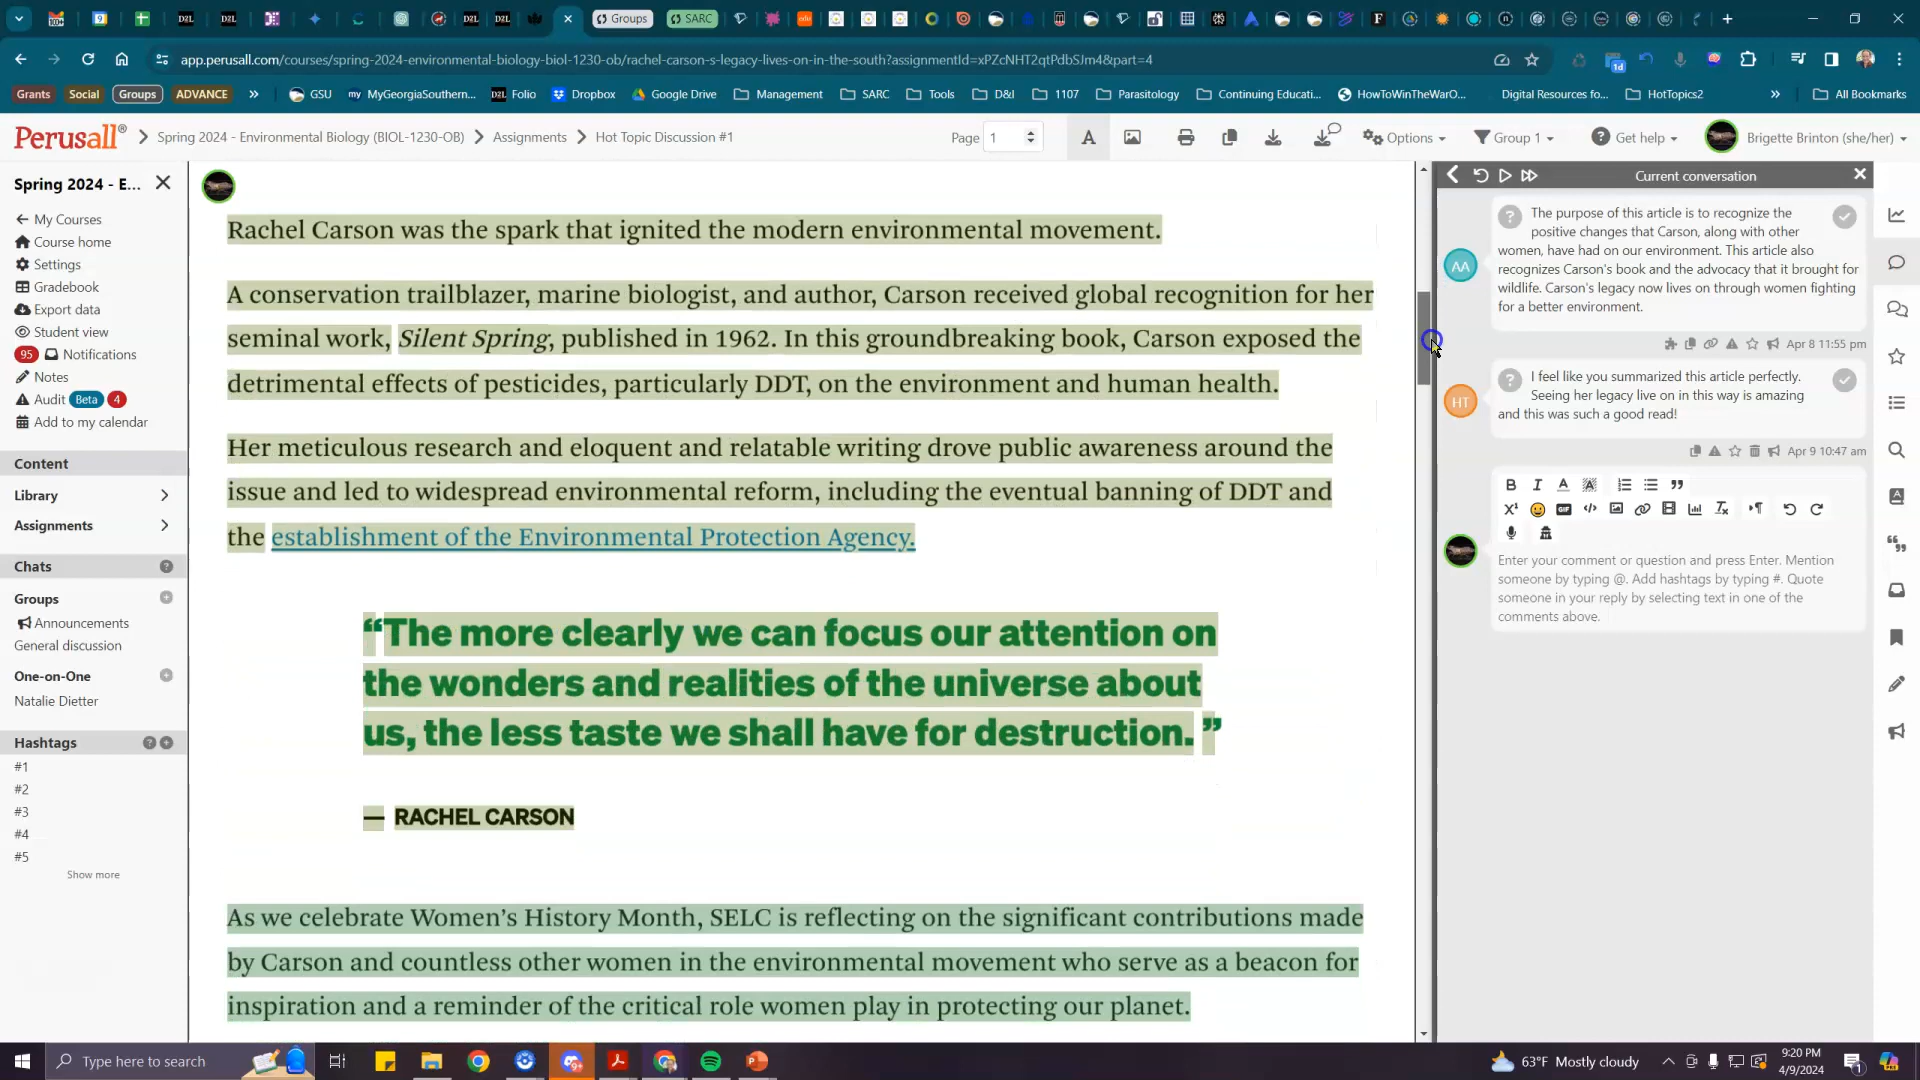 Groups
SARC
app.perusall.com/courses/spring-2024-environmental-biology-biol-1230-ob/rachel-carson-s-legacy-lives-on-in-the-south?assignmentId=xPZcNHT2qtPdbSJm4&part=4
Grants Social Groups ADVANCE » GSU MyGeorgiaSouthern... Folio Dropbox Google Drive Management SARC Tools D&I 1107 Parasitology Continuing Educati... HowToWinTheWarO... Digital Resources fo... HotTopics2 » All Bookmarks
Perusall® Spring 2024 - Environmental Biology (BIOL-1230-OB) Assignments Hot Topic Discussion #1 Page 1 Options Group 1 Get help Brigette Brinton (she/her)
Spring 2024 - E...
My Courses
Course home
Settings
Gradebook
Export data
Student view
95 Notifications
Notes
Audit Beta 4
Add to my calendar
Content
Library
Assignments
Chats
Groups
Announcements
General discussion
One-on-One
Natalie Dietter
Hashtags
#1
#2
#3
#4
#5
Show more
Rachel Carson was the spark that ignited the modern environmental movement.
A conservation trailblazer, marine biologist, and author, Carson received global recognition for her
seminal work, Silent Spring, published in 1962. In this groundbreaking book, Carson exposed the
detrimental effects of pesticides, particularly DDT, on the environment and human health.
Her meticulous research and eloquent and relatable writing drove public awareness around the
issue and led to widespread environmental reform, including the eventual banning of DDT and
the establishment of the Environmental Protection Agency.
“The more clearly we can focus our attention on
the wonders and realities of the universe about
us, the less taste we shall have for destruction. ”
— RACHEL CARSON
As we celebrate Women’s History Month, SELC is reflecting on the significant contributions made
by Carson and countless other women in the environmental movement who serve as a beacon for
inspiration and a reminder of the critical role women play in protecting our planet.
Current conversation
AA
The purpose of this article is to recognize the
positive changes that Carson, along with other
women, have had on our environment. This article also
recognizes Carson's book and the advocacy that it brought for
wildlife. Carson's legacy now lives on through women fighting
for a better environment.
Apr 8 11:55 pm
HT
I feel like you summarized this article perfectly.
Seeing her legacy live on in this way is amazing
and this was such a good read!
Apr 9 10:47 am
Enter your comment or question and press Enter. Mention
someone by typing @. Add hashtags by typing #. Quote
someone in your reply by selecting text in one of the
comments above.
Type here to search
63°F Mostly cloudy
9:20 PM
4/9/2024